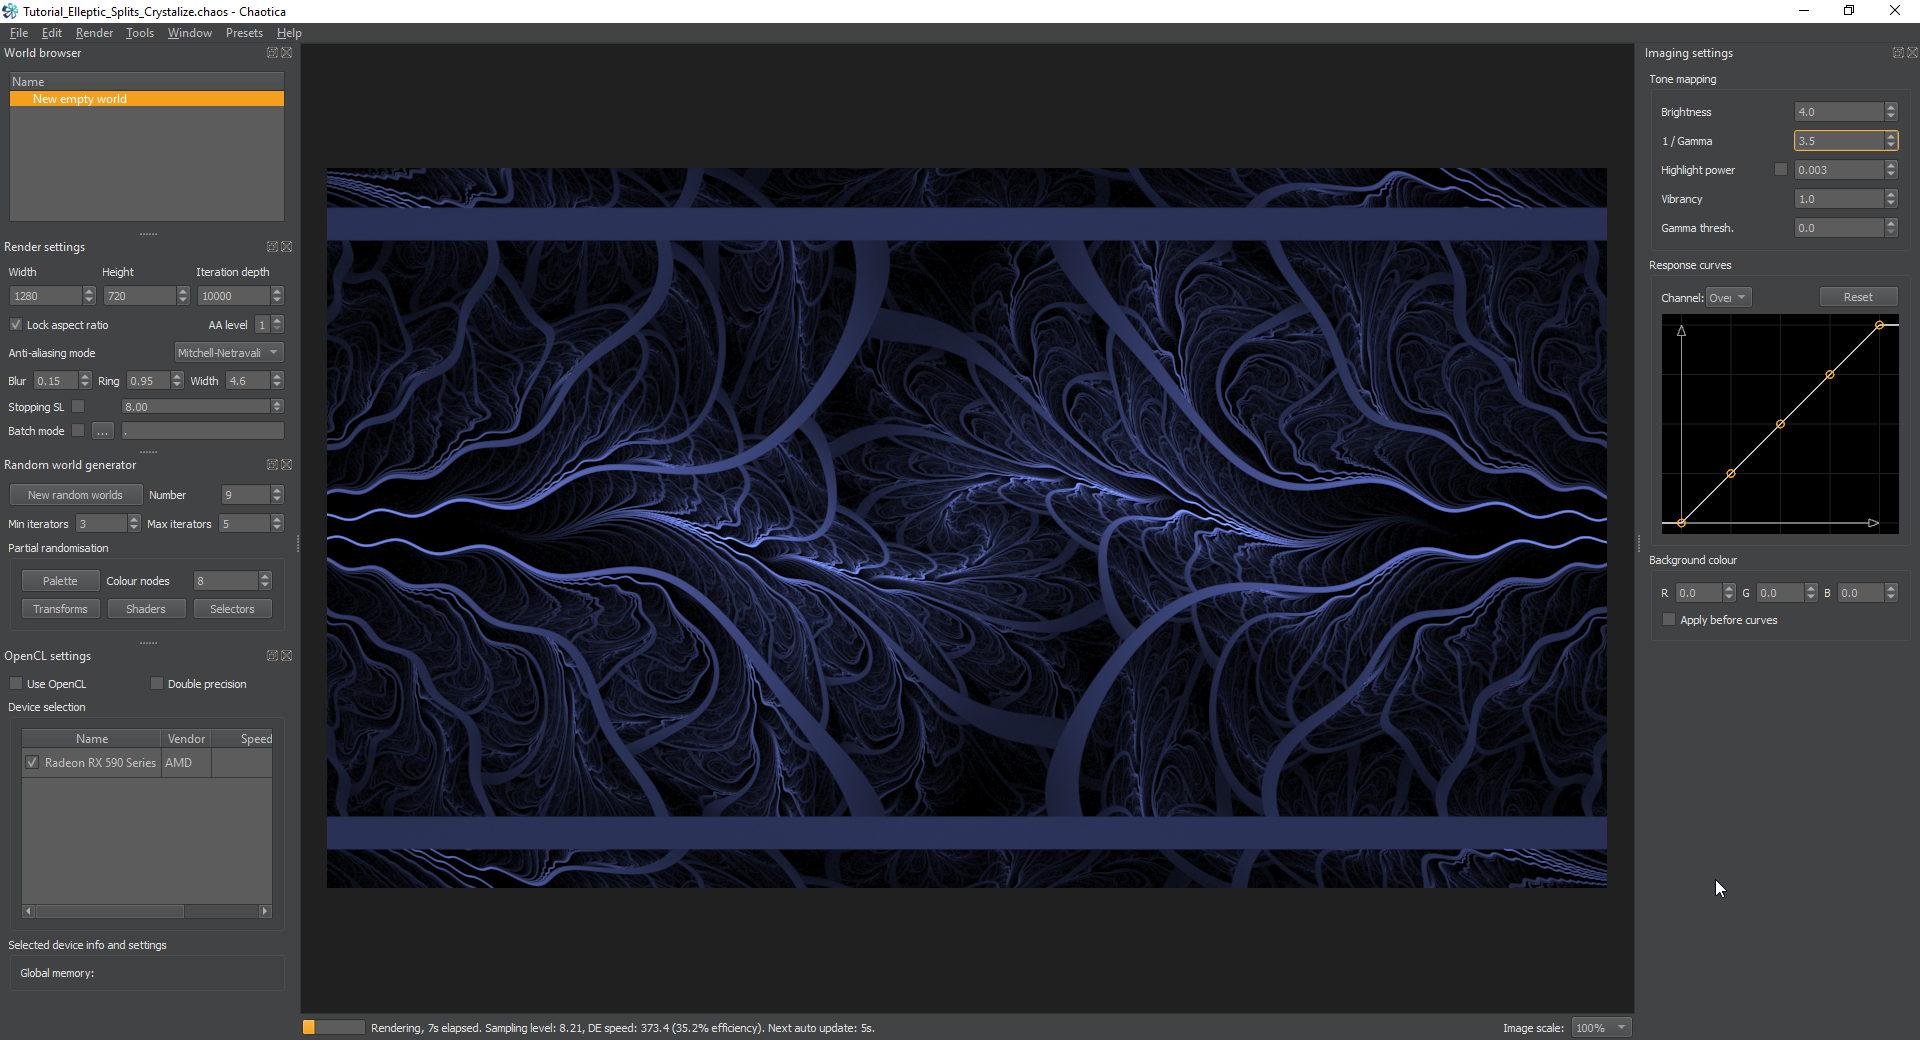 Tutorial_Elleptic_Splits_Crystalize.chaos - Chaotica
File Edit Render Tools Window Presets Help
World browser
Name
New empty world
Render settings
Width Height Iteration depth
1280 720 10000
Lock aspect ratio AA level 1
Anti-aliasing mode Mitchell-Netravali
Blur 0.15 Ring 0.95 Width 4.6
Stopping SL 8.00
Batch mode ... .
Random world generator
New random worlds Number 9
Min iterators 3 Max iterators 5
Partial randomisation
Palette Colour nodes 8
Transforms Shaders Selectors
OpenCL settings
Use OpenCL Double precision
Device selection
Name Vendor Speed
Radeon RX 590 Series AMD
Selected device info and settings
Global memory:
Rendering, 7s elapsed. Sampling level: 8.21, DE speed: 373.4 (35.2% efficiency). Next auto update: 5s.
Image scale: 100%
Imaging settings
Tone mapping
Brightness 4.0
1 / Gamma 3.5
Highlight power 0.003
Vibrancy 1.0
Gamma thresh. 0.0
Response curves
Channel: Over Reset
Background colour
R 0.0 G 0.0 B 0.0
Apply before curves